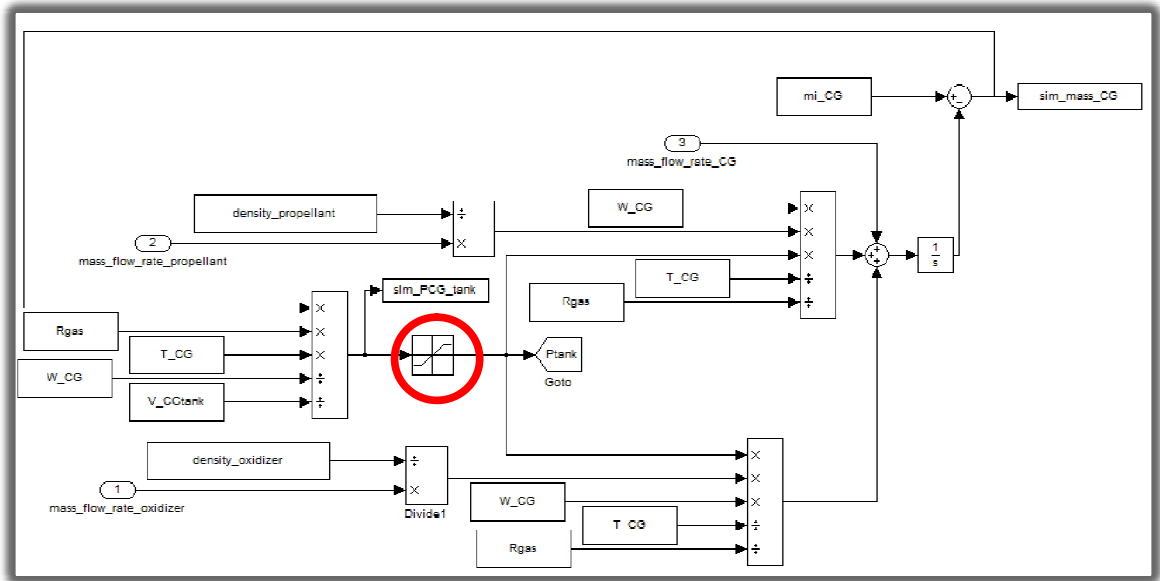 mi_CG
+
-
sim_mass_CG
3
mass_flow_rate_CG
density_propellant
÷
×
2
mass_flow_rate_propellant
W_CG
×
×
×
÷
÷
+
+
+
1
s
T_CG
Rgas
sim_PCG_tank
Rgas
T_CG
W_CG
V_CGtank
×
×
×
÷
÷
Ptank
Goto
density_oxidizer
÷
×
Divide1
1
mass_flow_rate_oxidizer
W_CG
T_CG
Rgas
×
×
×
÷
÷